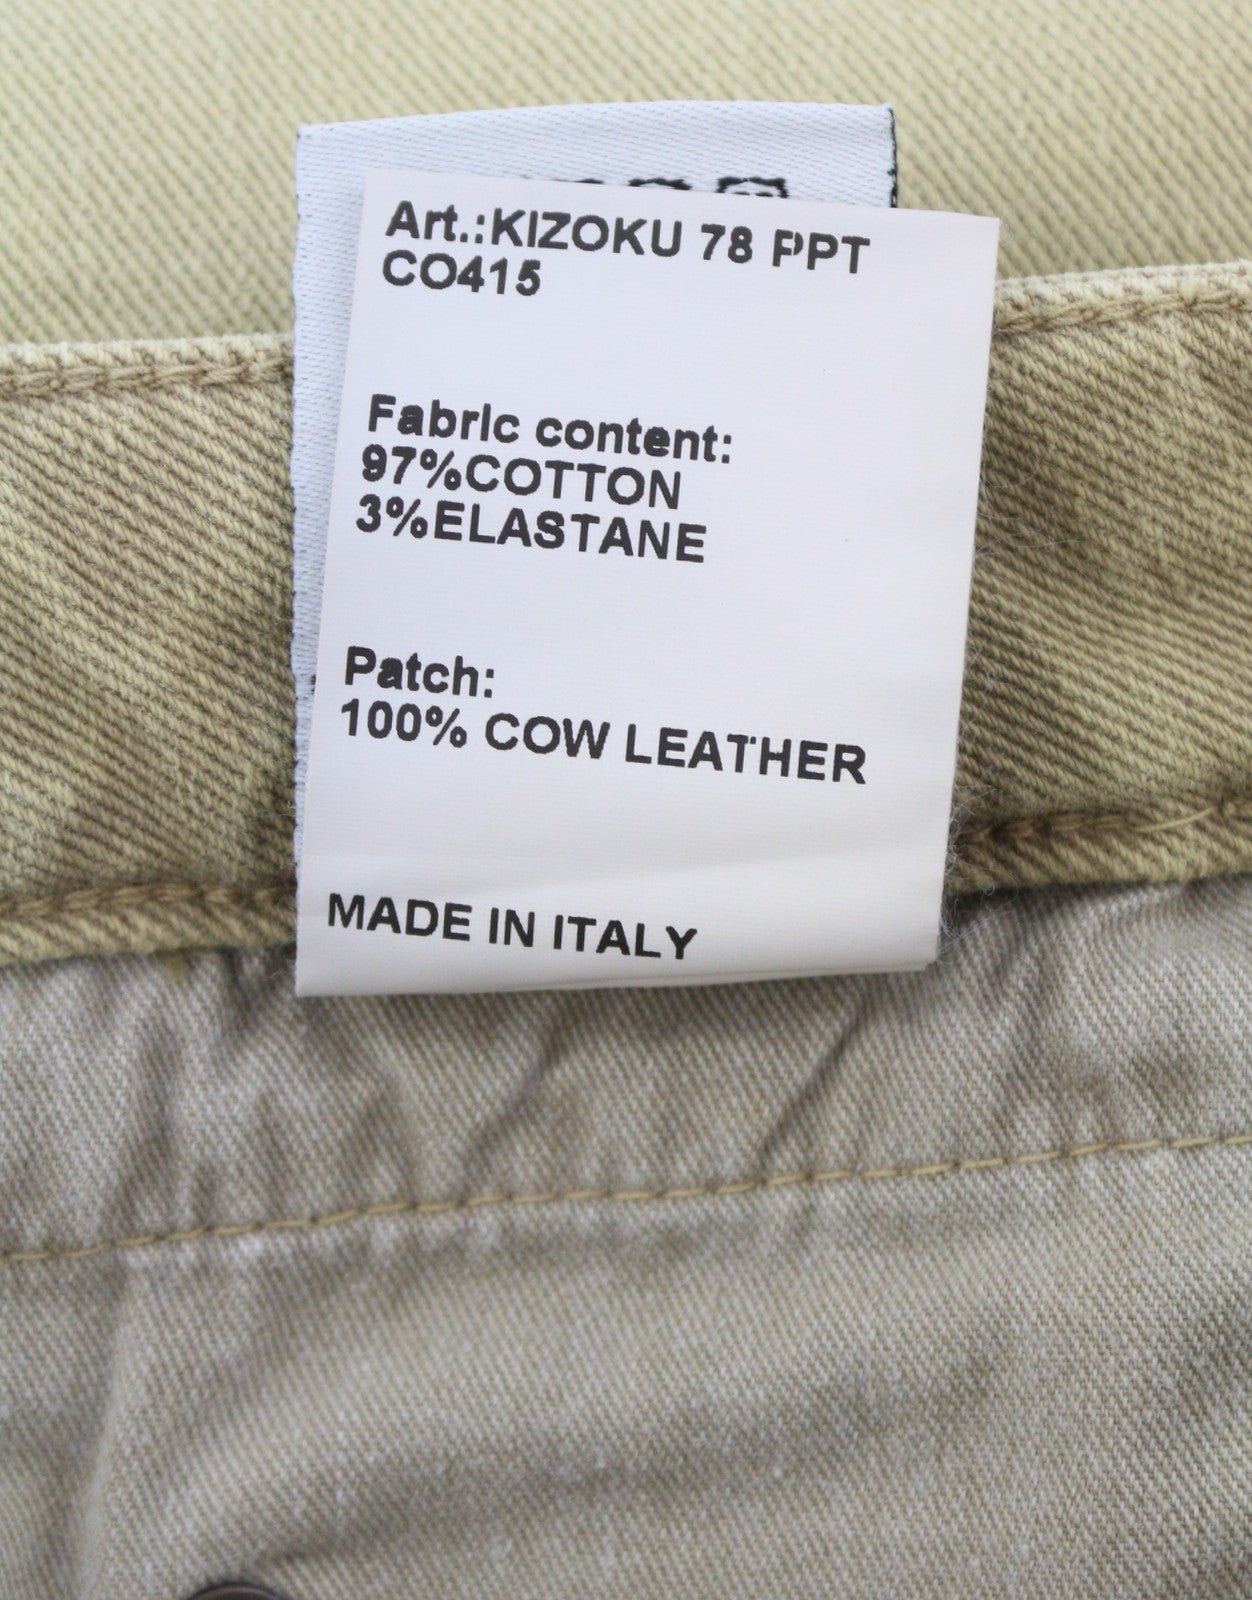 Art.:KIZOKU 78 PPT
CO415
Fabric content:
97%COTTON
3%ELASTANE
Patch:
100% COW LEATHER
MADE IN ITALY